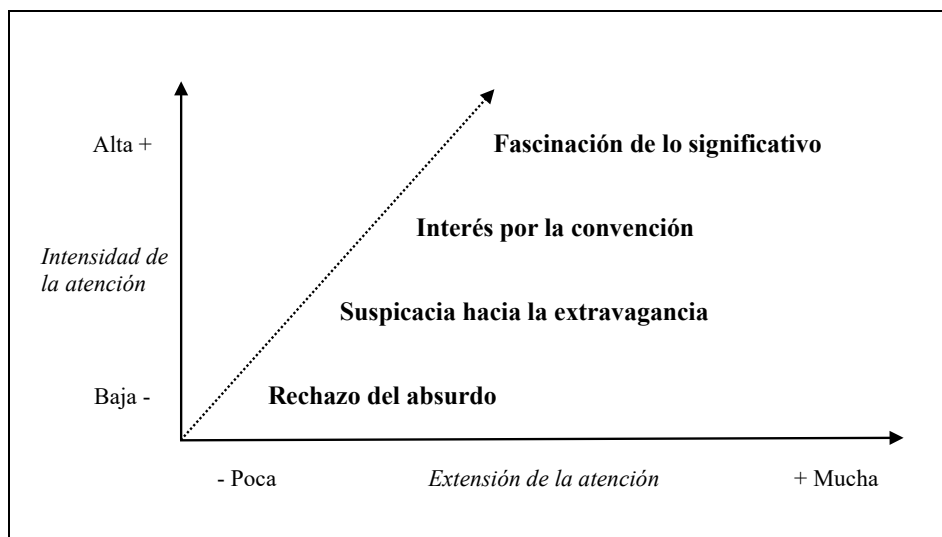 Alta +
Fascinación de lo significativo
Interés por la convención
Intensidad de
la atención
Suspicacia hacia la extravagancia
Baja -
Rechazo del absurdo
- Poca
Extensión de la atención
+ Mucha